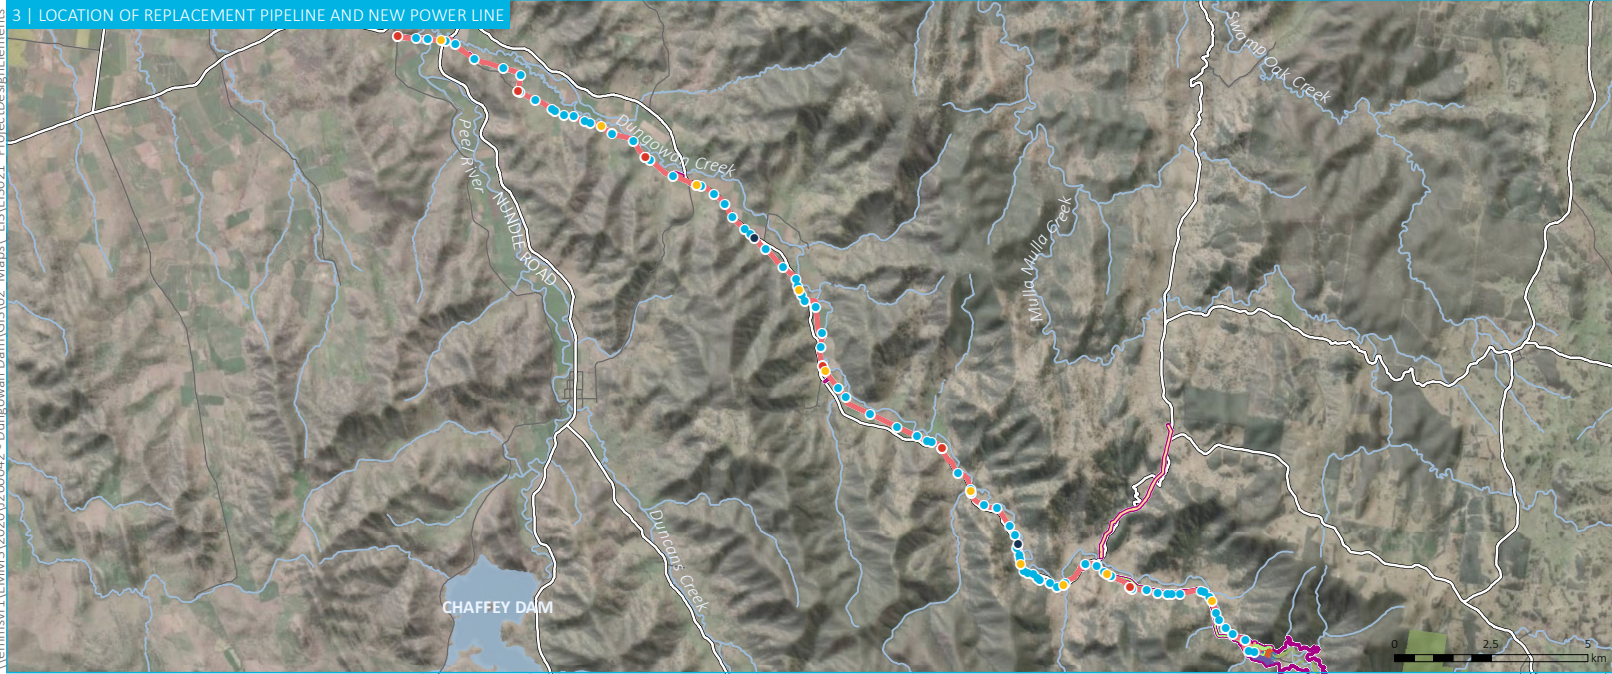 3 | LOCATION OF REPLACEMENT PIPELINE AND NEW POWER LINE
Swamp Oak Creek
Dungowan Creek
Peel River
NUNDLE ROAD
Mulla Mulla Creek
Duncans Creek
CHAFFEY DAM
0 2.5 5
km